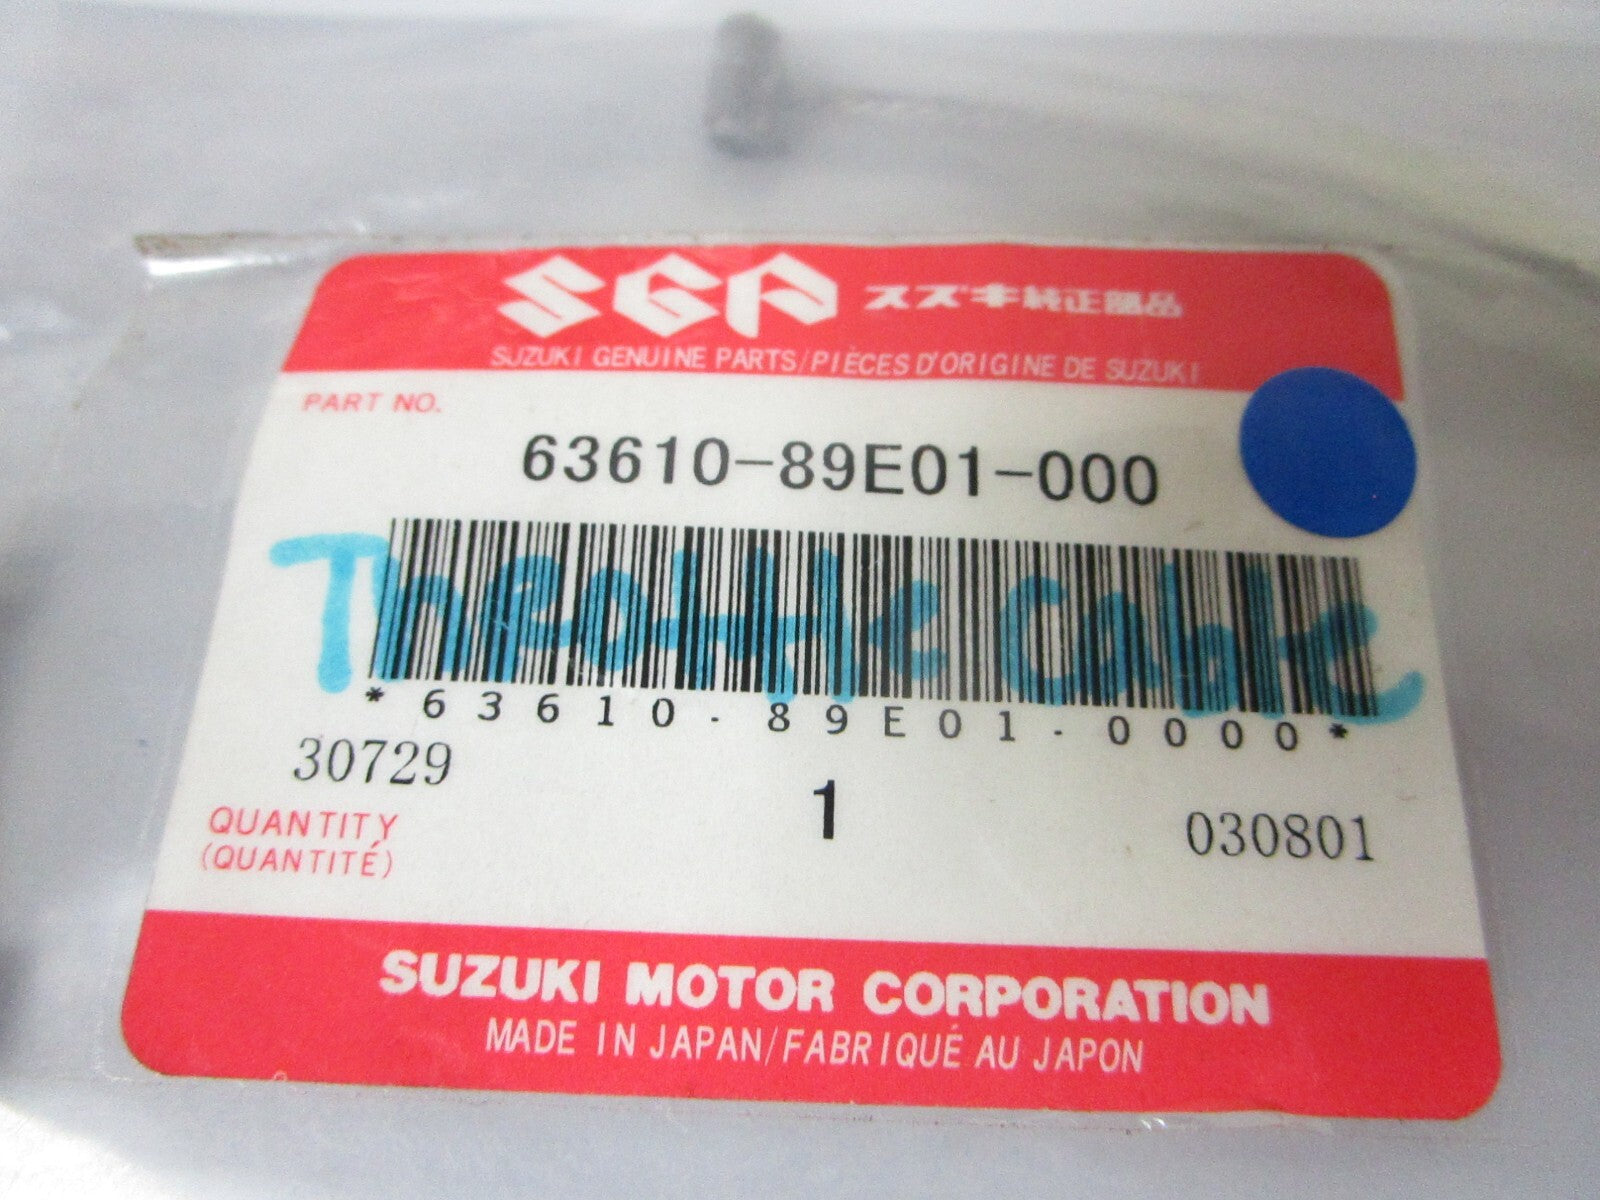 SGP スズキ純正部品
SUZUKI GENUINE PARTS/PIÈCES D'ORIGINE DE SUZUKI
PART NO.
63610-89E01-000
Throttle Cable
*63610-89E01-0000*
30729
QUANTITY
(QUANTITÉ)
1
030801
SUZUKI MOTOR CORPORATION
MADE IN JAPAN/FABRIQUÉ AU JAPON